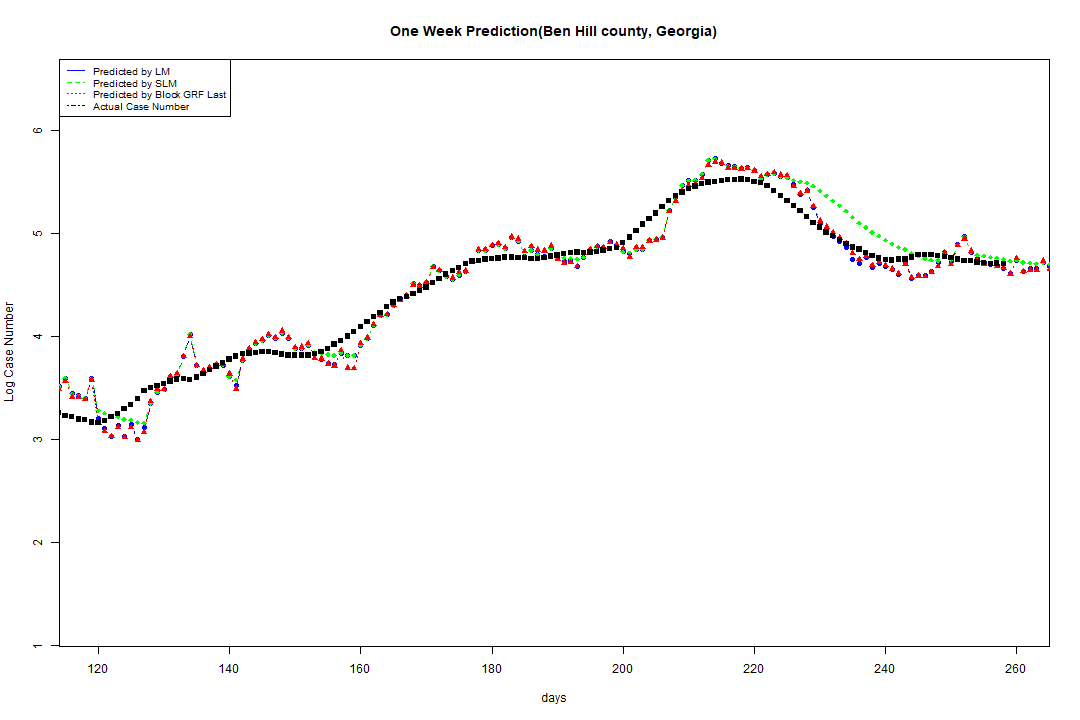 One Week Prediction(Ben Hill county, Georgia)
Predicted by LM
Predicted by SLM
Predicted by Block GRF Last
Actual Case Number
6
5
4
3
2
1
Log Case Number
120 140 160 180 200 220 240 260
days